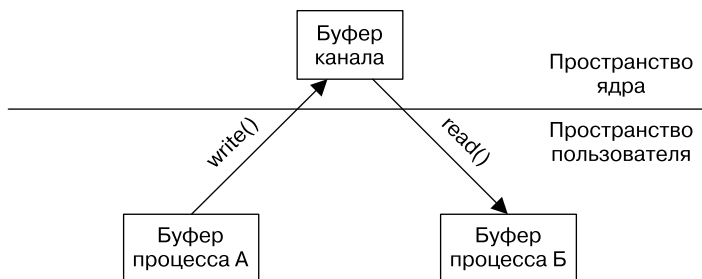 Буфер
канала
Пространство
ядра
Пространство
пользователя
write()
read()
Буфер
процесса А
Буфер
процесса Б